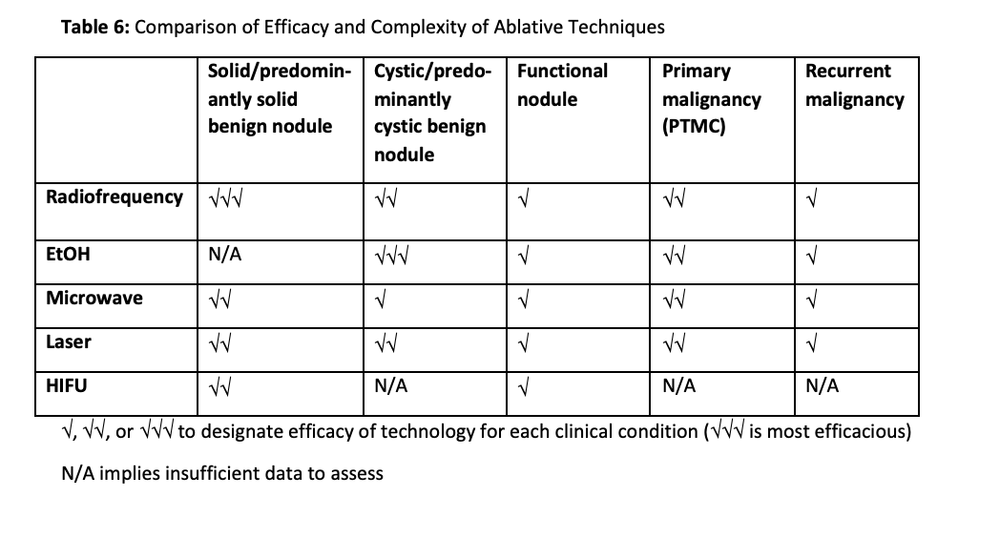 Table 6: Comparison of Efficacy and Complexity of Ablative Techniques
Solid/predomin-
antly solid
benign nodule
Cystic/predo-
minantly
cystic benign
nodule
Functional
nodule
Primary
malignancy
(PTMC)
Recurrent
malignancy
Radiofrequency √√√ √√ √ √√ √
EtOH N/A √√√ √ √√ √
Microwave √√ √ √ √√ √
Laser √√ √√ √ √√ √
HIFU √√ N/A √ N/A N/A
√, √√, or √√√ to designate efficacy of technology for each clinical condition (√√√ is most efficacious)
N/A implies insufficient data to assess